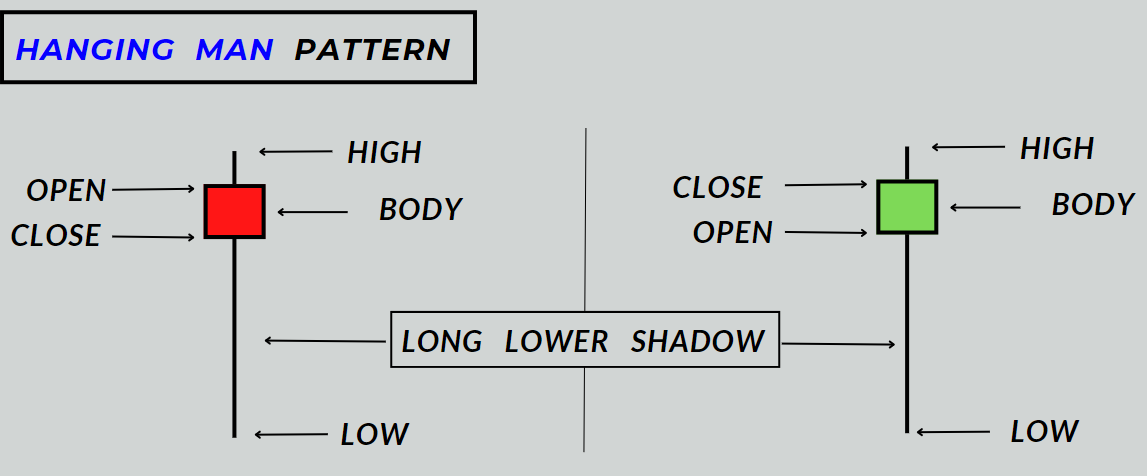 HANGING MAN PATTERN
HIGH
OPEN
BODY
CLOSE
LONG LOWER SHADOW
LOW
HIGH
CLOSE
BODY
OPEN
LOW